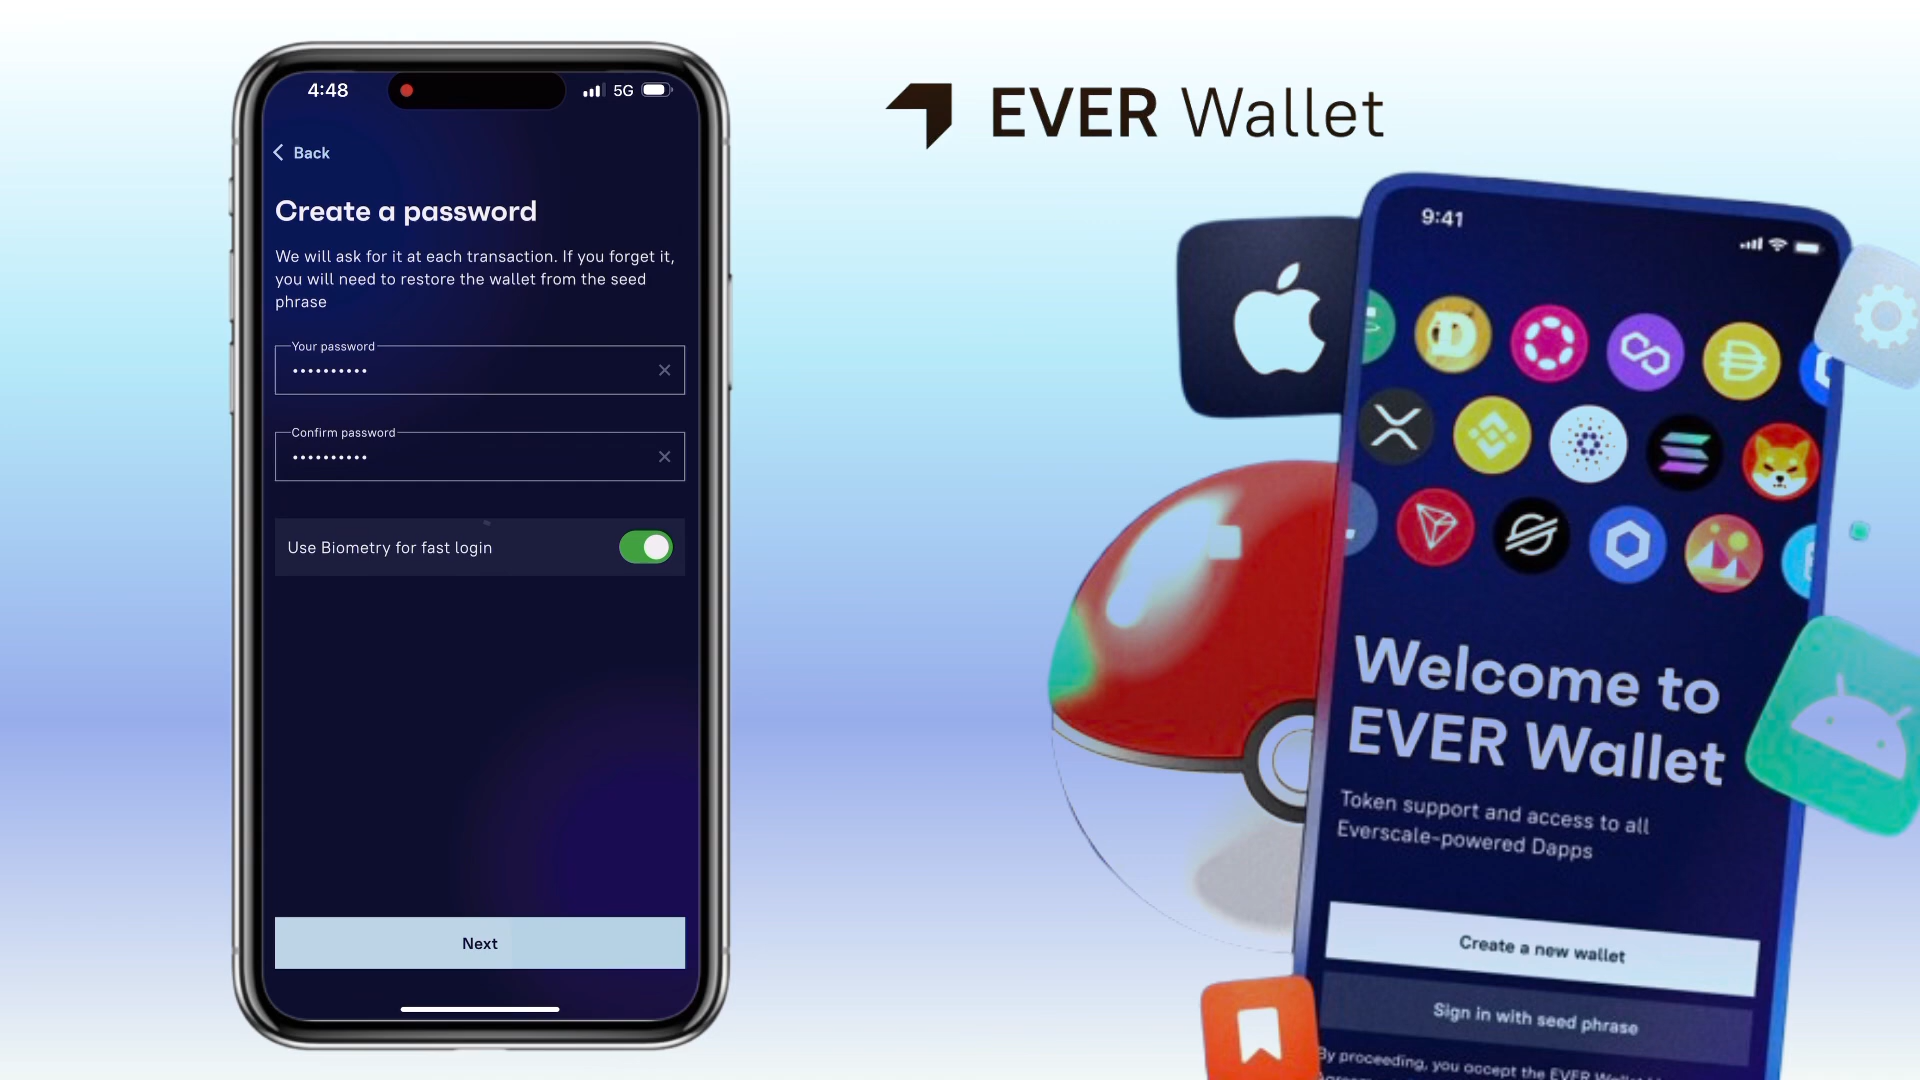 4:48
5G
Back
Create a password
We will ask for it at each transaction. If you forget it,
you will need to restore the wallet from the seed
phrase
Your password
Confirm password
Use Biometry for fast login
Next
EVER Wallet
9:41
Welcome to
EVER Wallet
Token support and access to all
Everscale-powered Dapps
Create a new wallet
Sign in with seed phrase
By proceeding, you accept the EVER Wallet